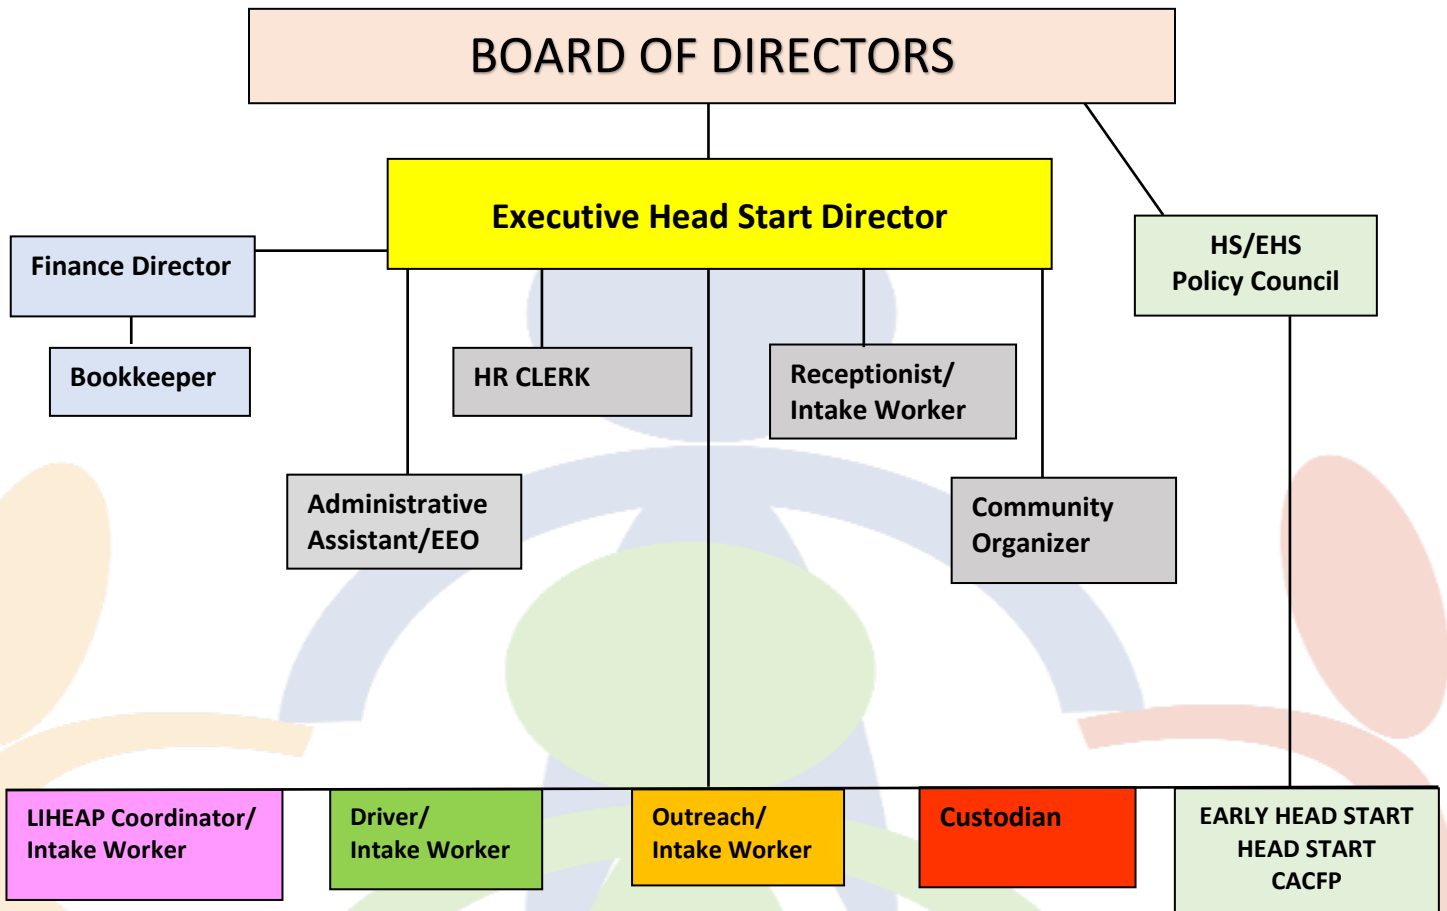 BOARD OF DIRECTORS
Executive Head Start Director
HS/EHS
Policy Council
Finance Director
Bookkeeper
HR CLERK
Receptionist/
Intake Worker
Administrative
Assistant/EEO
Community
Organizer
LIHEAP Coordinator/
Intake Worker
Driver/
Intake Worker
Outreach/
Intake Worker
Custodian
EARLY HEAD START
HEAD START
CACFP